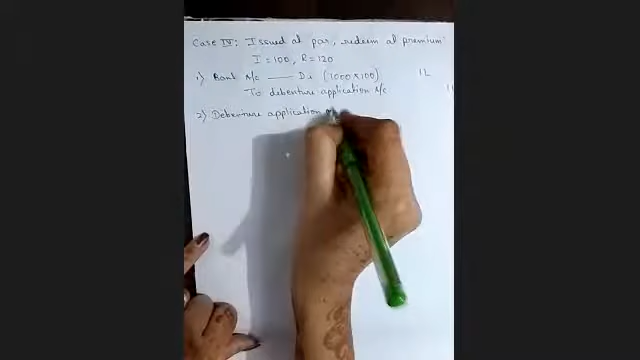 Case IV: Issued at par, redeem at premium
I = 100, R = 120
1) Bank A/c —— Dr (1000 x 100) 1L
To debenture application A/c
2) Debenture application